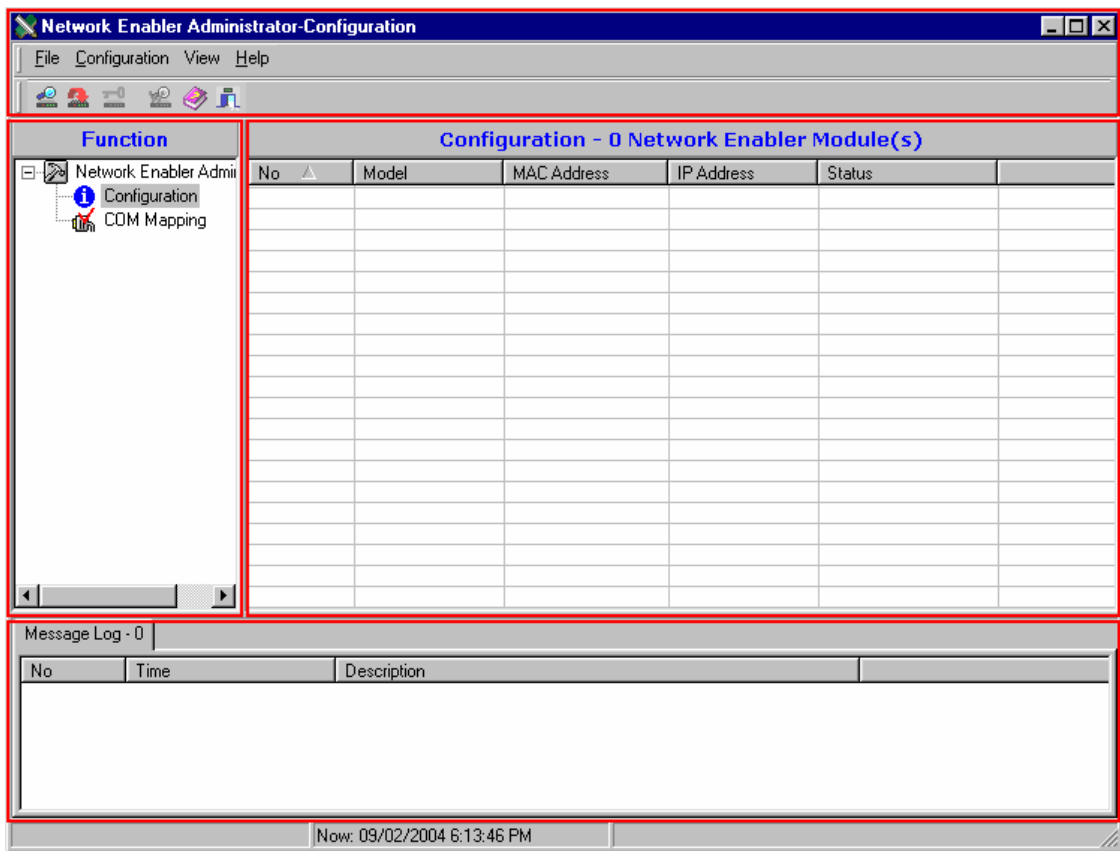 Network Enabler Administrator-Configuration
File Configuration View Help
Function
Configuration - 0 Network Enabler Module(s)
Network Enabler Admi
No Model MAC Address IP Address Status
Configuration
COM Mapping
Message Log - 0
No Time Description
Now: 09/02/2004 6:13:46 PM